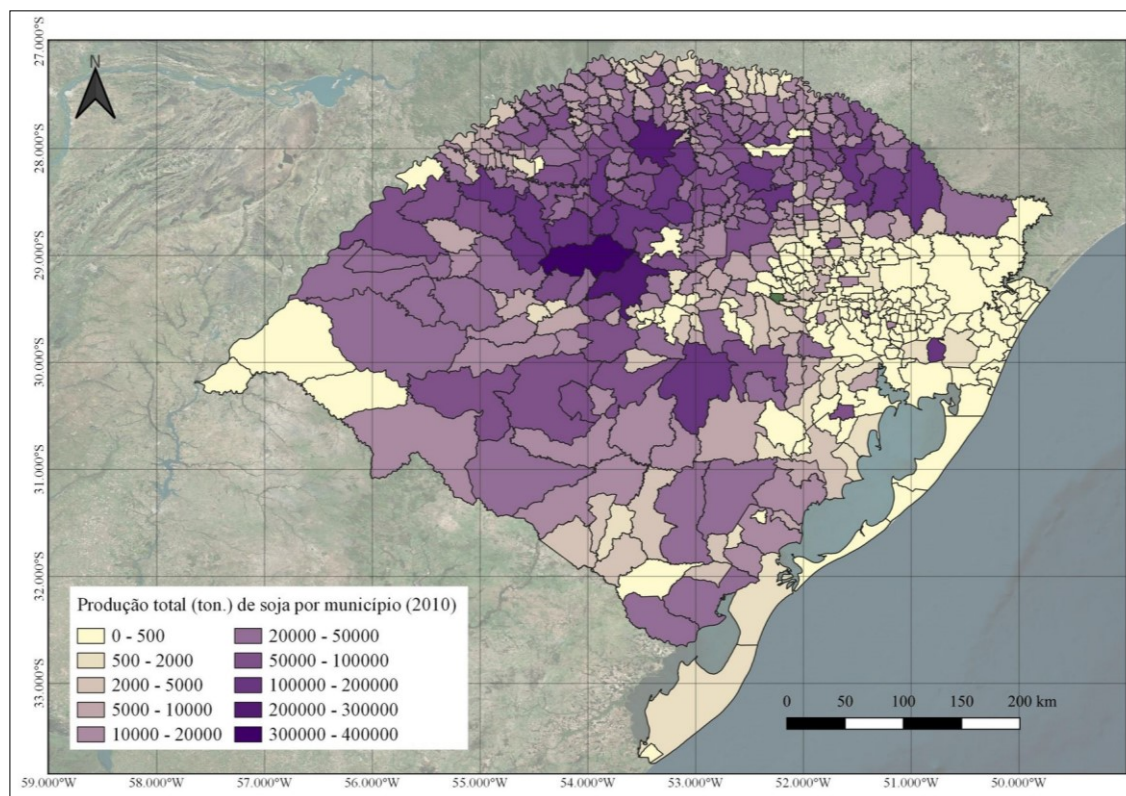 N
27.000°S
28.000°S
29.000°S
30.000°S
31.000°S
32.000°S
33.000°S
Produção total (ton.) de soja por município (2010)
0 - 500
500 - 2000
2000 - 5000
5000 - 10000
10000 - 20000
20000 - 50000
50000 - 100000
100000 - 200000
200000 - 300000
300000 - 400000
0 50 100 150 200 km
59.000°W 58.000°W 57.000°W 56.000°W 55.000°W 54.000°W 53.000°W 52.000°W 51.000°W 50.000°W